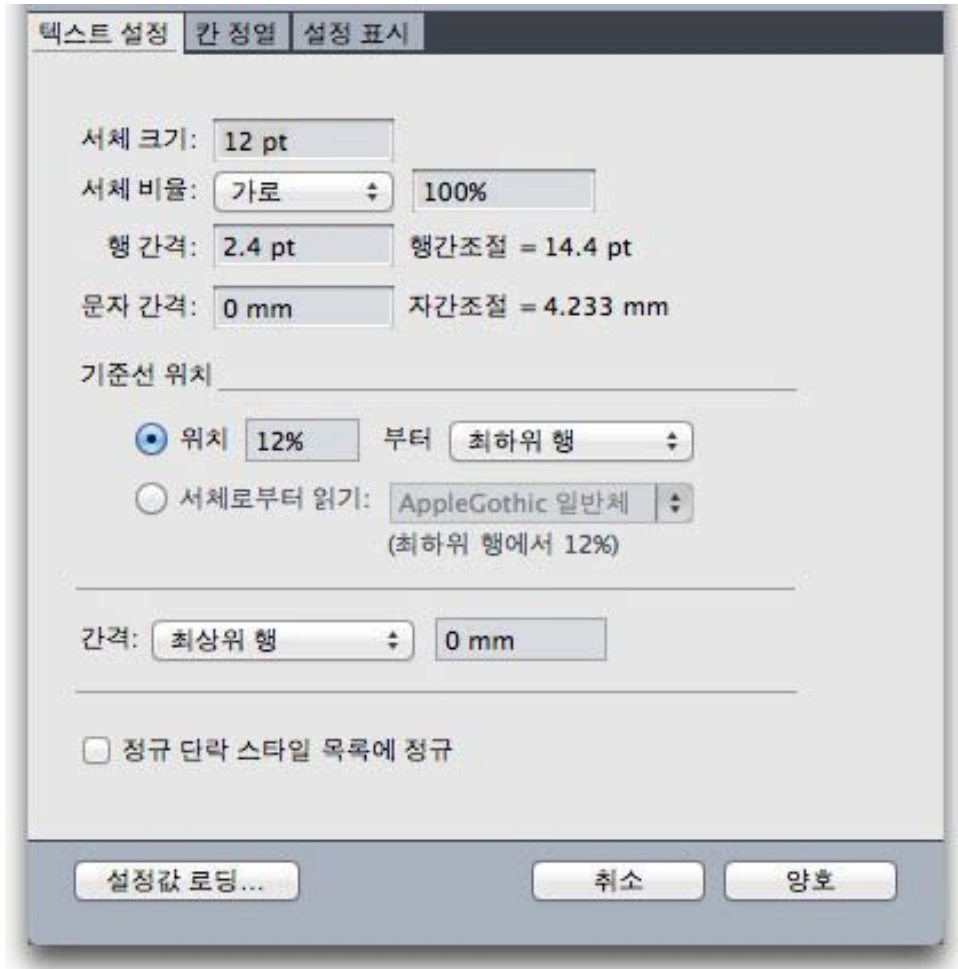 텍스트 설정 칸 정열 설정 표시
서체 크기: 12 pt
서체 비율: 가로 100%
행 간격: 2.4 pt 행간조절 = 14.4 pt
문자 간격: 0 mm 자간조절 = 4.233 mm
기준선 위치
위치 12% 부터 최하위 행
서체로부터 읽기: AppleGothic 일반체
(최하위 행에서 12%)
간격: 최상위 행 0 mm
정규 단락 스타일 목록에 정규
설정값 로딩... 취소 양호